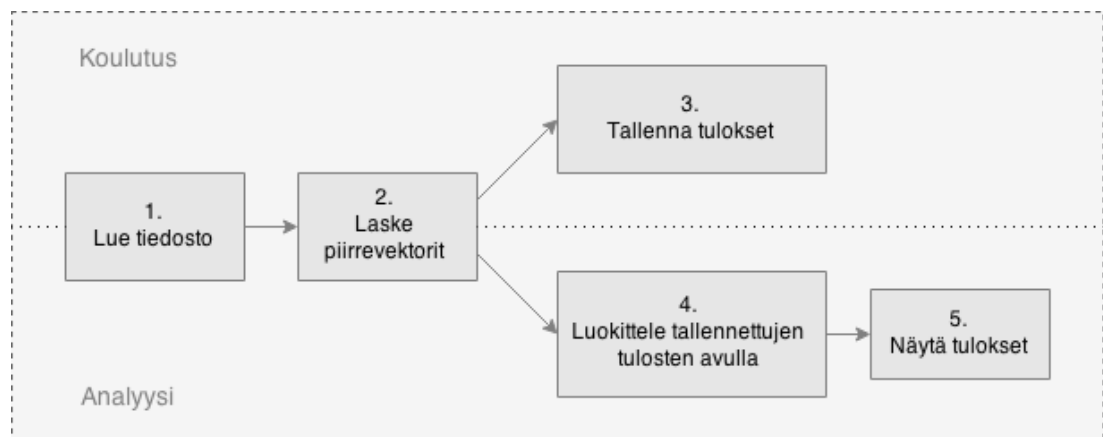 Koulutus
1.
Lue tiedosto
2.
Laske
piirrevektorit
3.
Tallenna tulokset
4.
Luokittele tallennettujen
tulosten avulla
5.
Näytä tulokset
Analyysi